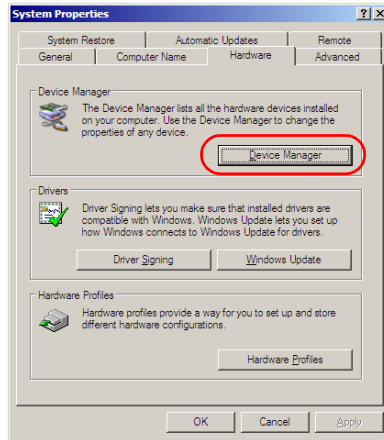 System Properties
System Restore Automatic Updates Remote
General Computer Name Hardware Advanced
Device Manager
The Device Manager lists all the hardware devices installed
on your computer. Use the Device Manager to change the
properties of any device.
Device Manager
Drivers
Driver Signing lets you make sure that installed drivers are
compatible with Windows. Windows Update lets you set up
how Windows connects to Windows Update for drivers.
Driver Signing Windows Update
Hardware Profiles
Hardware profiles provide a way for you to set up and store
different hardware configurations.
Hardware Profiles
OK Cancel Apply